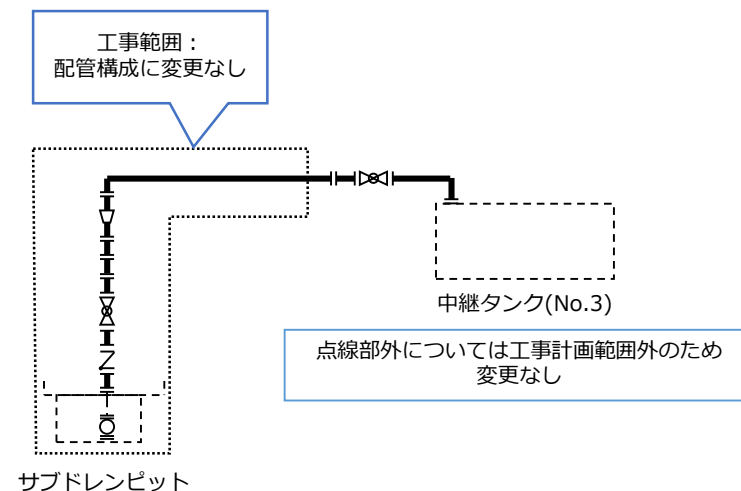 工事範囲：
配管構成に変更なし
中継タンク(No.3)
点線部外については工事計画範囲外のため
変更なし
サブドレンピット